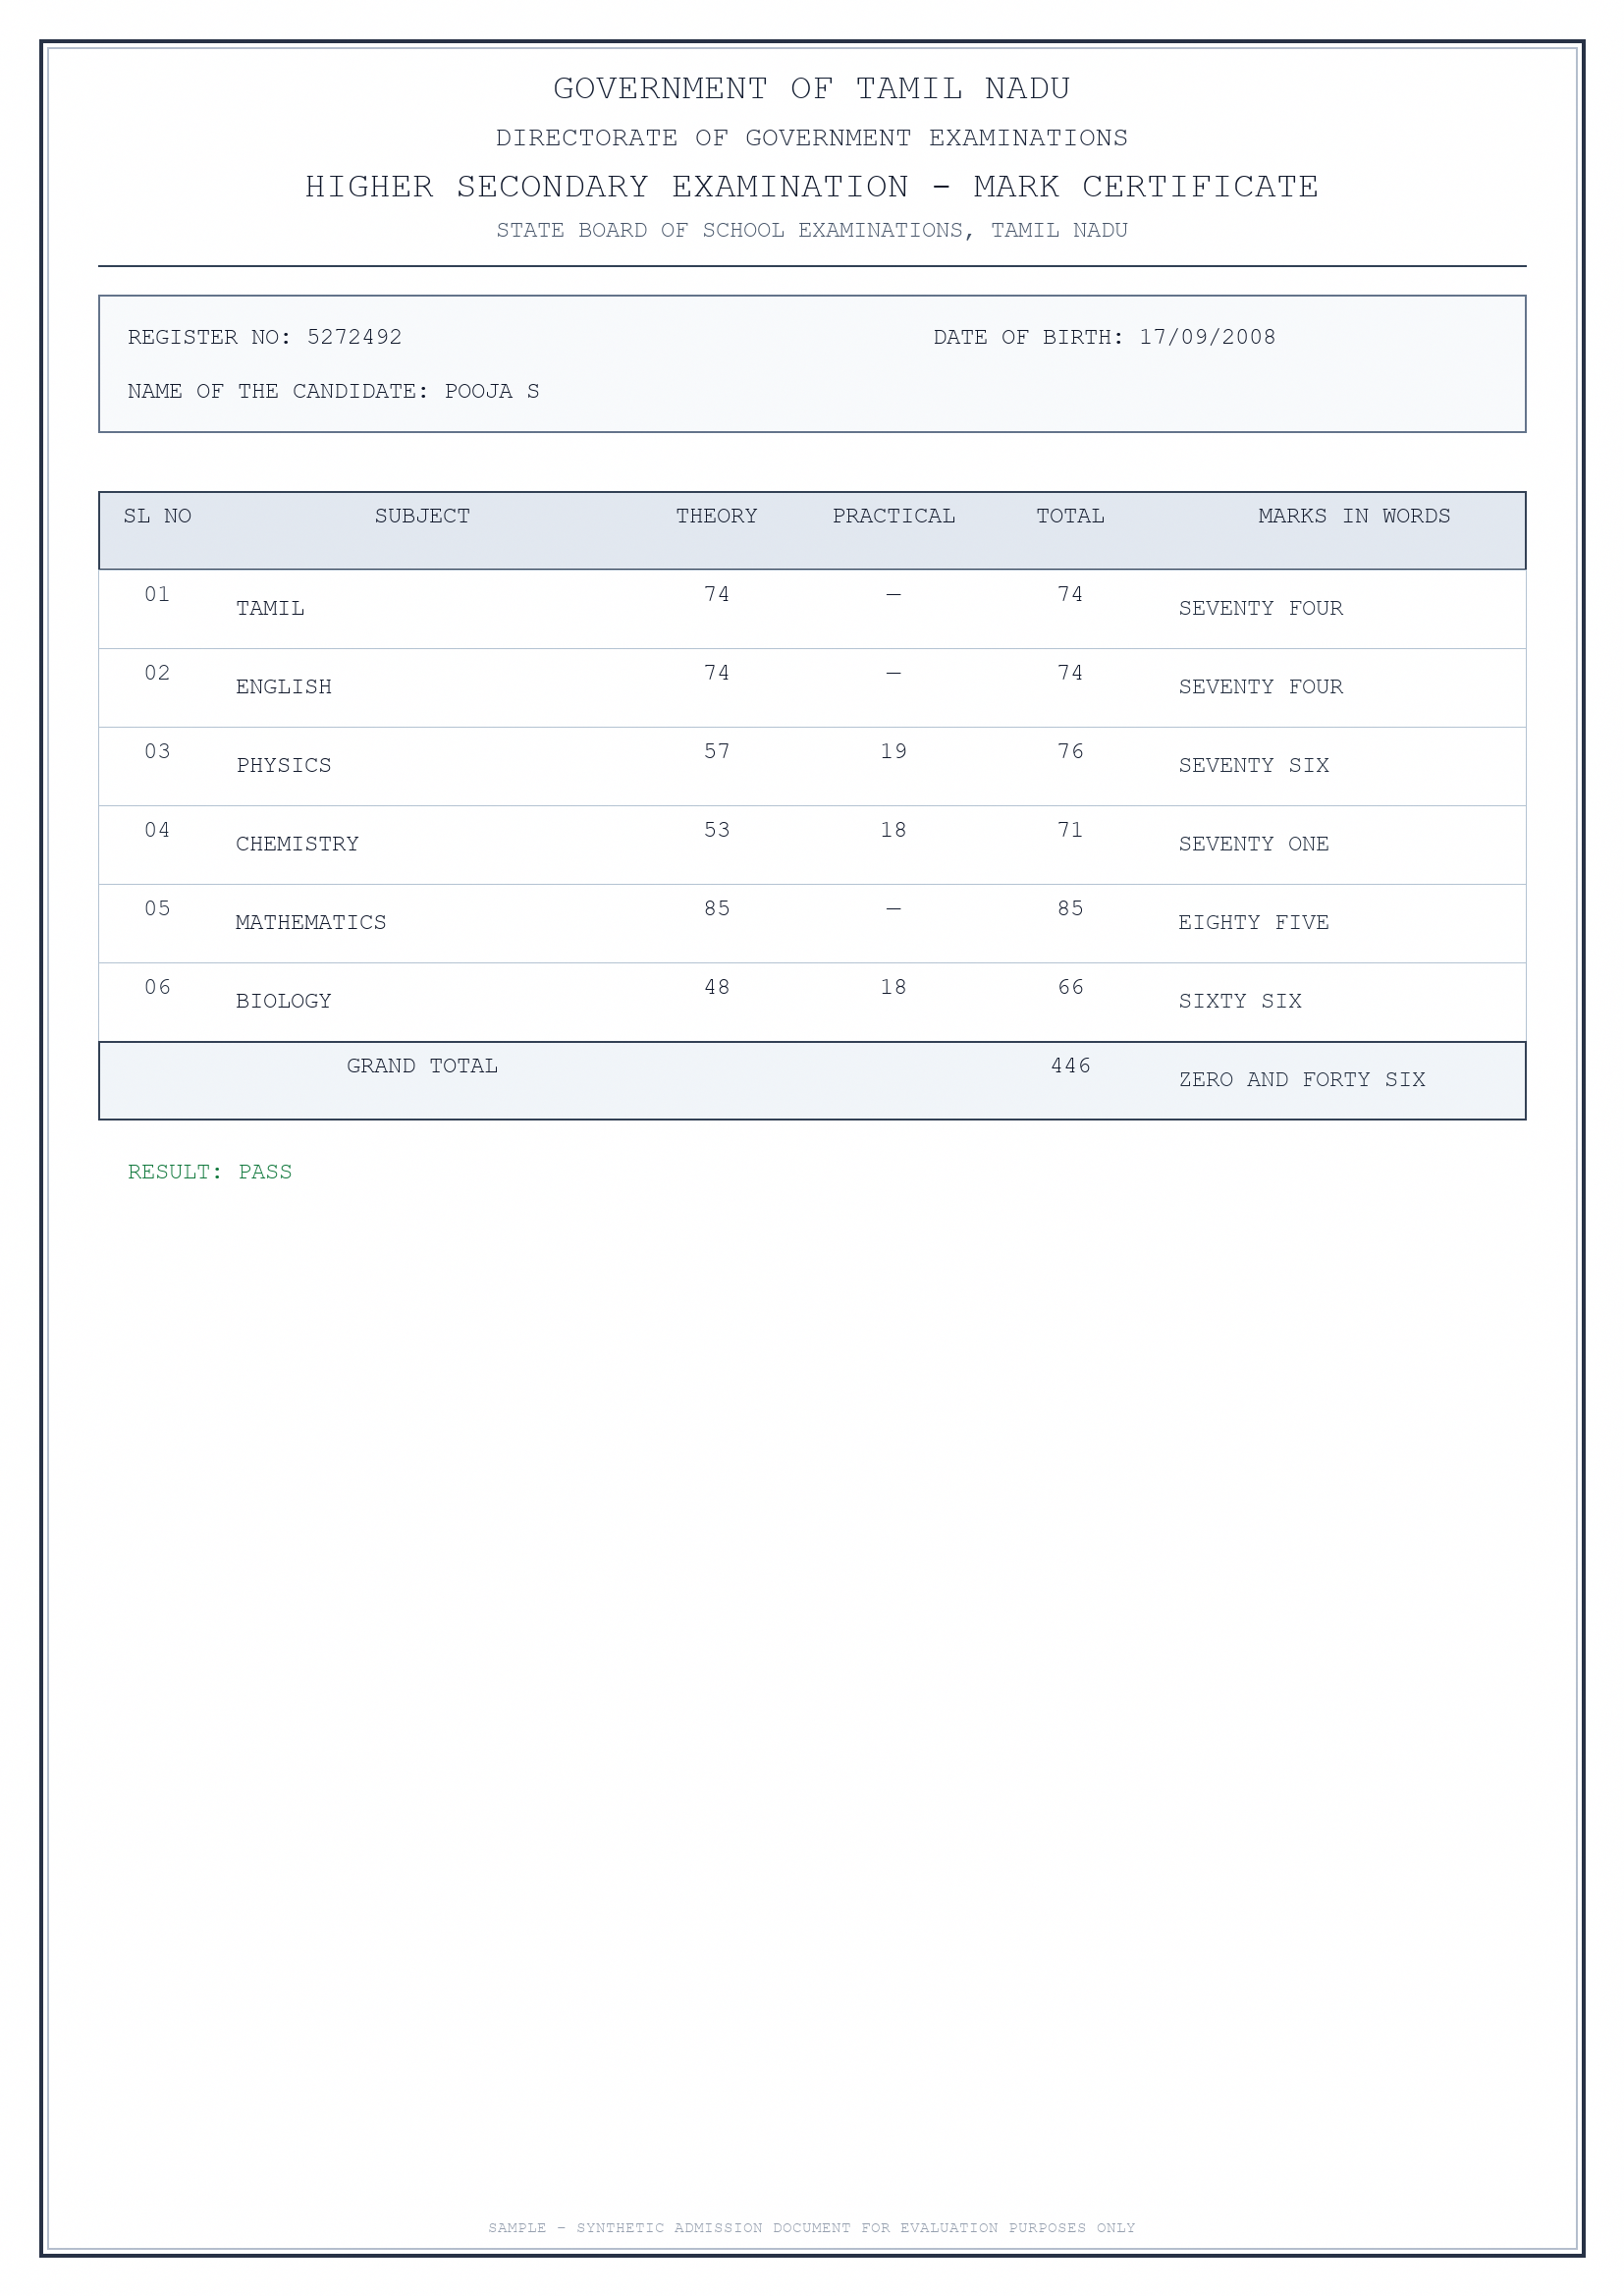 GOVERNMENT OF TAMIL NADU
DIRECTORATE OF GOVERNMENT EXAMINATIONS
HIGHER SECONDARY EXAMINATION – MARK CERTIFICATE
STATE BOARD OF SCHOOL EXAMINATIONS, TAMIL NADU
REGISTER NO: 5272492 DATE OF BIRTH: 17/09/2008
NAME OF THE CANDIDATE: POOJA S
SL NO SUBJECT THEORY PRACTICAL TOTAL MARKS IN WORDS
01 TAMIL 74 — 74 SEVENTY FOUR
02 ENGLISH 74 — 74 SEVENTY FOUR
03 PHYSICS 57 19 76 SEVENTY SIX
04 CHEMISTRY 53 18 71 SEVENTY ONE
05 MATHEMATICS 85 — 85 EIGHTY FIVE
06 BIOLOGY 48 18 66 SIXTY SIX
GRAND TOTAL 446 ZERO AND FORTY SIX
RESULT: PASS
SAMPLE – SYNTHETIC ADMISSION DOCUMENT FOR EVALUATION PURPOSES ONLY